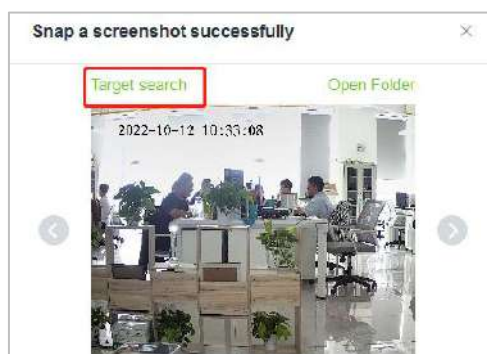 Snap a screenshot successfully
Target search
Open Folder
2022-10-12 10:33:08